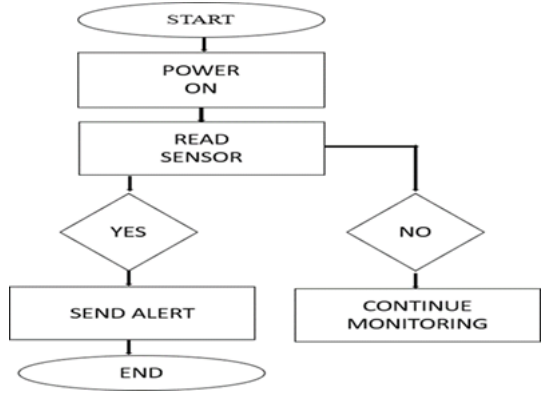 START
POWER
ON
READ
SENSOR
YES
NO
SEND ALERT
CONTINUE
MONITORING
END